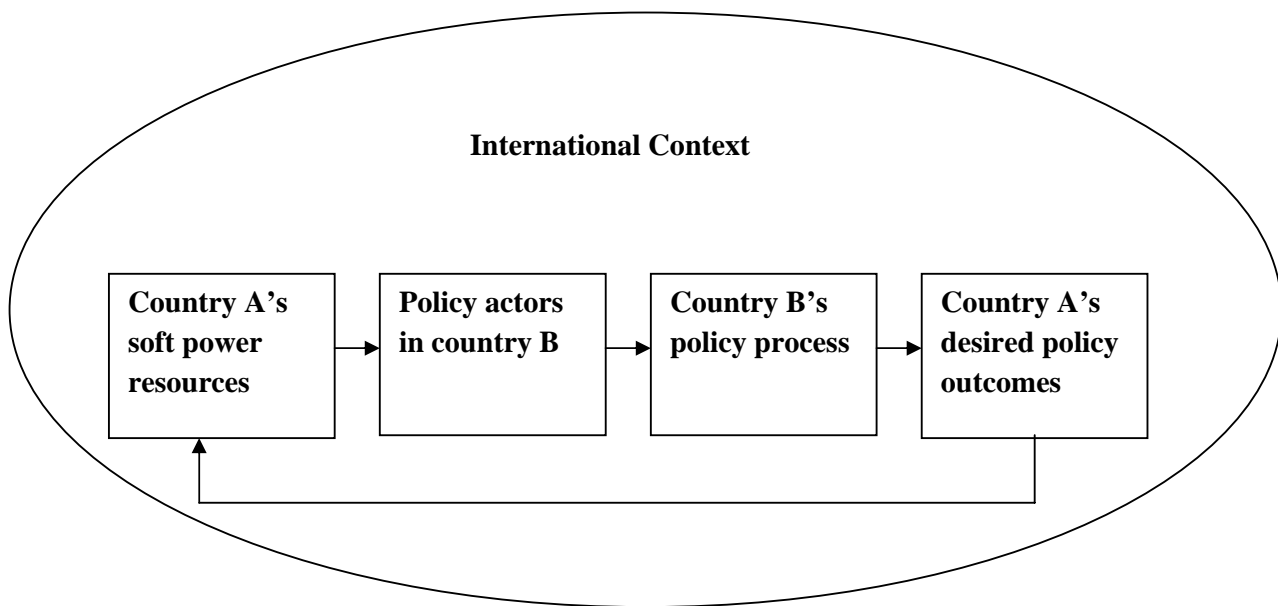 International Context
Country A’s
soft power
resources
Policy actors
in country B
Country B’s
policy process
Country A’s
desired policy
outcomes